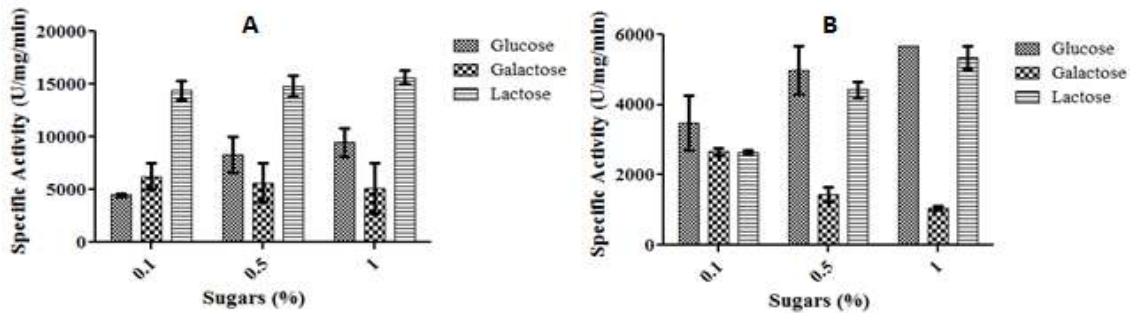 A
Specific Activity (U/mg/min)
20000
15000
10000
5000
0
0.1
0.5
1
Sugars (%)
Glucose
Galactose
Lactose
B
Specific Activity (U/mg/min)
6000
4000
2000
0
0.1
0.5
1
Sugars (%)
Glucose
Galactose
Lactose